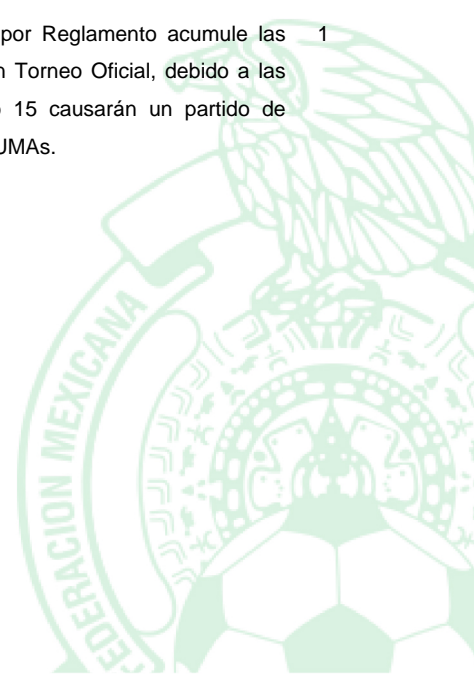 por Reglamento acumule las 1
n Torneo Oficial, debido a las
15 causarán un partido de
UMAs.
FEDERACION MEXICANA